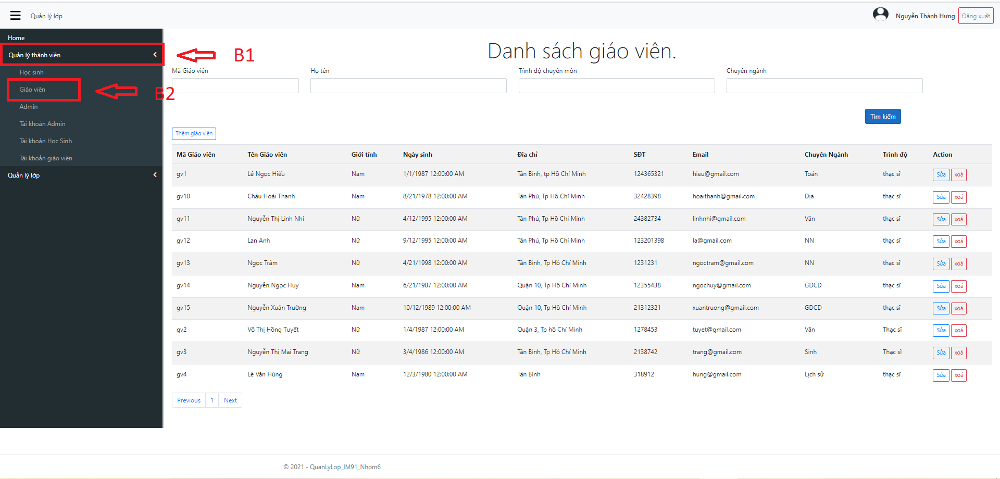 Quản lý lớp
Nguyễn Thành Hưng
Đăng xuất
Home
Quản lý thành viên
B1
Học sinh
Giáo viên
B2
Admin
Tài khoản Admin
Tài khoản Học Sinh
Tài khoản giáo viên
Quản lý lớp
Danh sách giáo viên.
Mã Giáo viên Họ tên Trình độ chuyên môn Chuyên ngành
Tìm kiếm
Thêm giáo viên
Mã Giáo viên Tên Giáo viên Giới tính Ngày sinh Địa chỉ SĐT Email Chuyên Ngành Trình độ Action
gv1 Lê Ngọc Hiếu Nam 1/1/1987 12:00:00 AM Tân Bình, tp Hồ Chí Minh 124365321 hieu@gmail.com Toán thạc sĩ Sửa xoá
gv10 Châu Hoài Thanh Nam 8/21/1978 12:00:00 AM Tân Phú, Tp Hồ Chí Minh 32428398 hoaithanh@gmail.com Địa thạc sĩ Sửa xoá
gv11 Nguyễn Thị Linh Nhi Nữ 4/12/1995 12:00:00 AM Tân Phú, Tp Hồ Chí Minh 24382734 linhnhi@gmail.com Văn thạc sĩ Sửa xoá
gv12 Lan Anh Nữ 9/12/1995 12:00:00 AM Tân Phú, Tp Hồ Chí Minh 123201398 la@gmail.com NN thạc sĩ Sửa xoá
gv13 Ngọc Trâm Nữ 4/21/1998 12:00:00 AM Tân Bình, Tp Hồ Chí Minh 1231231 ngoctram@gmail.com NN thạc sĩ Sửa xoá
gv14 Nguyễn Ngọc Huy Nam 6/21/1987 12:00:00 AM Quận 10, Tp Hồ Chí Minh 12355438 ngochuy@gmail.com GDCD thạc sĩ Sửa xoá
gv15 Nguyễn Xuân Trường Nam 10/12/1989 12:00:00 AM Quận 10, Tp Hồ Chí Minh 21312321 xuantruong@gmail.com GDCD thạc sĩ Sửa xoá
gv2 Võ Thị Hồng Tuyết Nữ 1/4/1987 12:00:00 AM Quận 3, Tp hồ Chí Minh 1278453 tuyet@gmail.com Văn Thạc sĩ Sửa xoá
gv3 Nguyễn Thị Mai Trang Nữ 3/4/1986 12:00:00 AM Tân Bình, Tp Hồ Chí Minh 2138742 trang@gmail.com Sinh Thạc sĩ Sửa xoá
gv4 Lê Văn Hùng Nam 12/3/1980 12:00:00 AM Tân Bình 318912 hung@gmail.com Lịch sử thạc sĩ Sửa xoá
Previous 1 Next
© 2021 - QuanLyLop_IM91_Nhom6